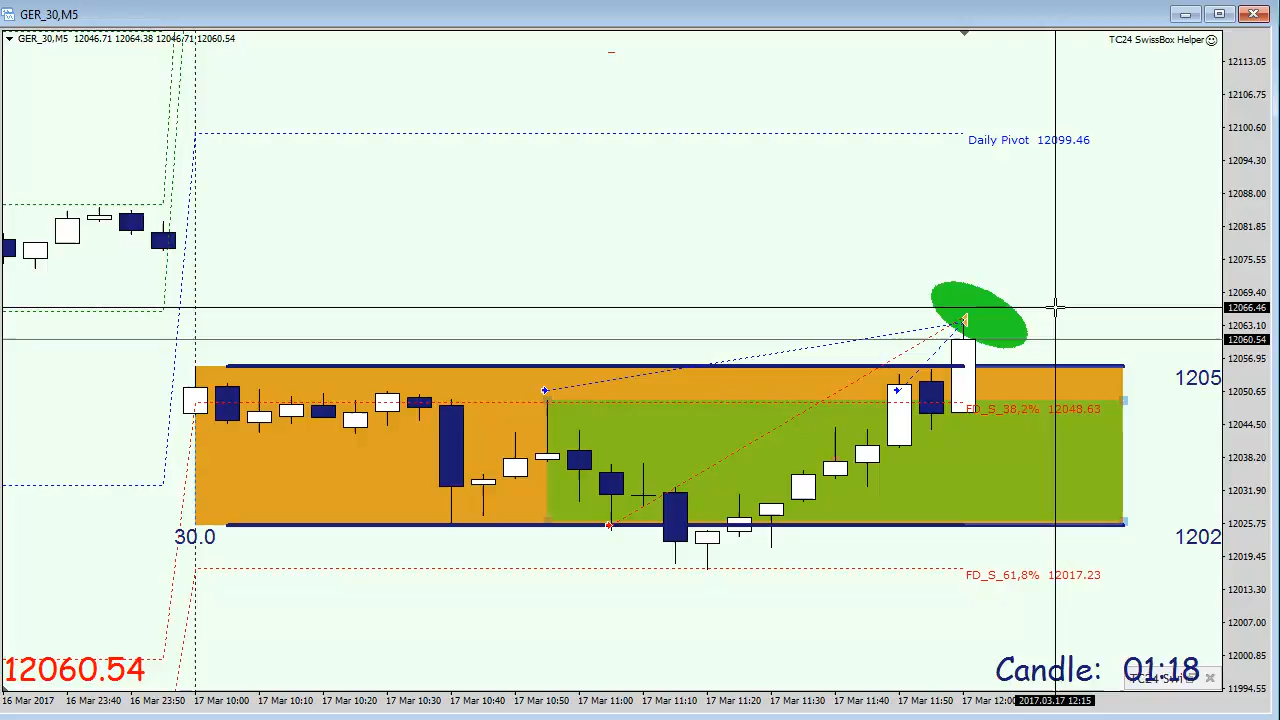 GER_30,M5
GER_30,M5 12046.71 12064.38 12046.71 12060.54
TC24 SwissBox Helper
12113.05
12106.75
Daily Pivot 12099.46
12100.60
12094.30
12088.00
12081.85
12075.55
12069.40
12066.46
12063.10
12060.54
12056.95
1205
12050.65
FD_S_38,2% 12048.63
12044.50
12038.20
12031.90
12025.75
30.0
1202
12019.45
FD_S_61,8% 12017.23
12013.30
12007.00
12000.85
12060.54
Candle: 01:18
11994.55
16 Mar 2017
16 Mar 23:40
16 Mar 23:50
17 Mar 10:00
17 Mar 10:10
17 Mar 10:20
17 Mar 10:30
17 Mar 10:40
17 Mar 10:50
17 Mar 11:00
17 Mar 11:10
17 Mar 11:20
17 Mar 11:30
17 Mar 11:40
17 Mar 11:50
17 Mar 12:00
2017.03.17 12:15